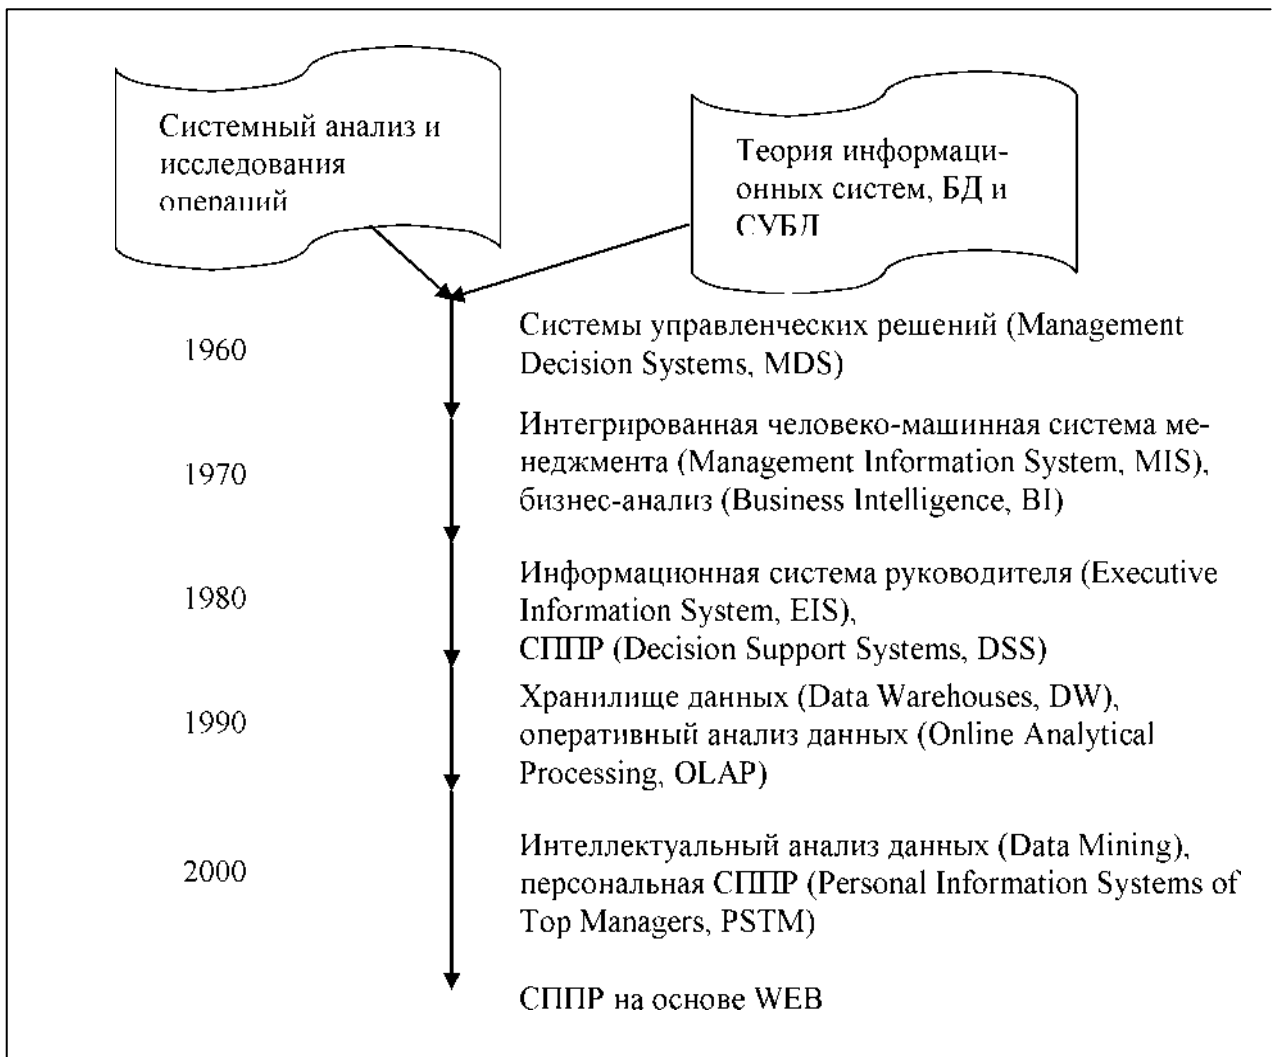 Системный анализ и
исследования
операций
Теория информаци-
онных систем, БД и
СУБД
1960
Системы управленческих решений (Management
Decision Systems, MDS)
1970
Интегрированная человеко-машинная система ме-
неджмента (Management Information System, MIS),
бизнес-анализ (Business Intelligence, BI)
1980
Информационная система руководителя (Executive
Information System, EIS),
СППР (Decision Support Systems, DSS)
1990
Хранилище данных (Data Warehouses, DW),
оперативный анализ данных (Online Analytical
Processing, OLAP)
2000
Интеллектуальный анализ данных (Data Mining),
персональная СППР (Personal Information Systems of
Top Managers, PSTM)
СППР на основе WEB